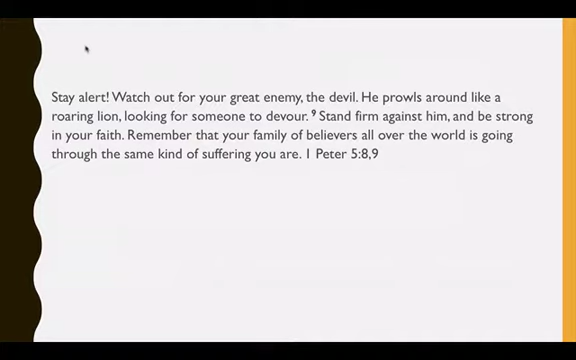 Stay alert! Watch out for your great enemy, the devil. He prowls around like a
roaring lion, looking for someone to devour. ⁹ Stand firm against him, and be strong
in your faith. Remember that your family of believers all over the world is going
through the same kind of suffering you are. 1 Peter 5:8,9